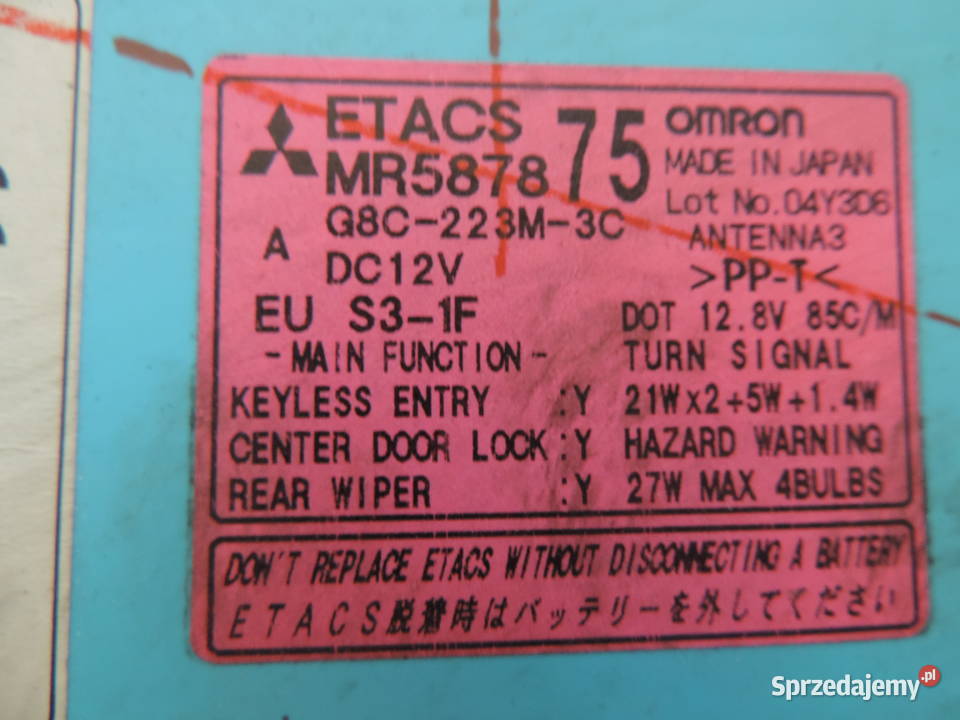 ETACS
MR587875
OMRON
MADE IN JAPAN
Lot No.04Y3D6
G8C-223M-3C
ANTENNA3
A
DC12V
>PP-T<
EU S3-1F
DOT 12.8V 85C/M
-MAIN FUNCTION-
TURN SIGNAL
KEYLESS ENTRY :Y
21W×2+5W+1.4W
CENTER DOOR LOCK:Y
HAZARD WARNING
REAR WIPER :Y
27W MAX 4BULBS
DON'T REPLACE ETACS WITHOUT DISCONNECTING A BATTERY
ETACS脱着時はバッテリーを外してください
Sprzedajemy.pl